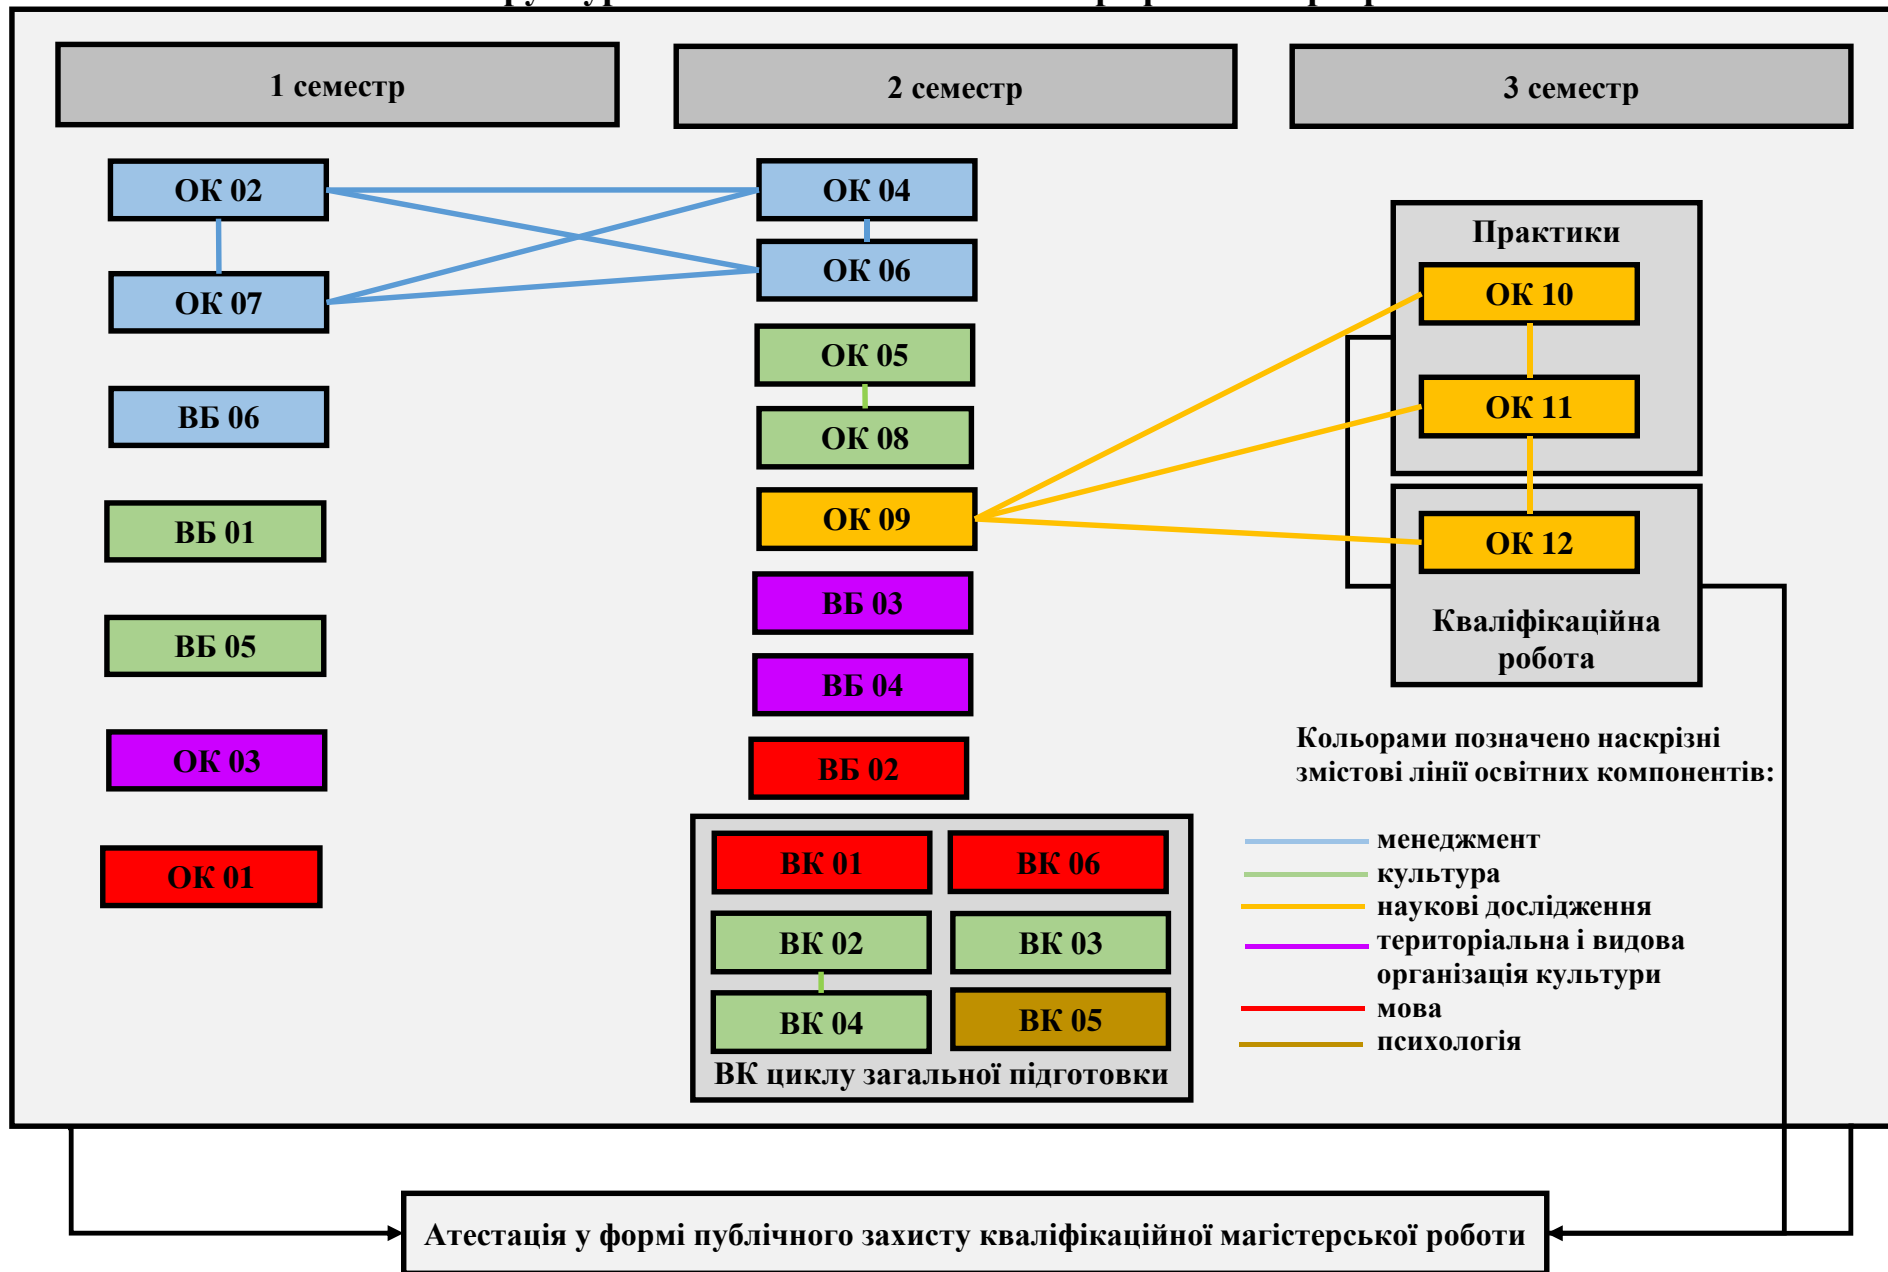 1 семестр
2 семестр
3 семестр
ОК 02
ОК 07
ВБ 06
ВБ 01
ВБ 05
ОК 03
ОК 01
ОК 04
ОК 06
ОК 05
ОК 08
ОК 09
ВБ 03
ВБ 04
ВБ 02
ВК 01
ВК 06
ВК 02
ВК 03
ВК 04
ВК 05
ВК циклу загальної підготовки
Практики
ОК 10
ОК 11
ОК 12
Кваліфікаційна
робота
Кольорами позначено наскрізні
змістові лінії освітних компонентів:
менеджмент
культура
наукові дослідження
територіальна і видова
організація культури
мова
психологія
Атестація у формі публічного захисту кваліфікаційної магістерської роботи